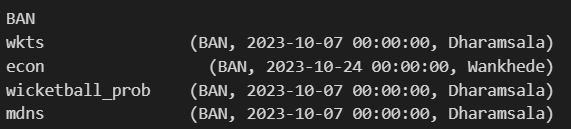 BAN
wkts (BAN, 2023-10-07 00:00:00, Dharamsala)
econ (BAN, 2023-10-24 00:00:00, Wankhede)
wicketball_prob (BAN, 2023-10-07 00:00:00, Dharamsala)
mdns (BAN, 2023-10-07 00:00:00, Dharamsala)